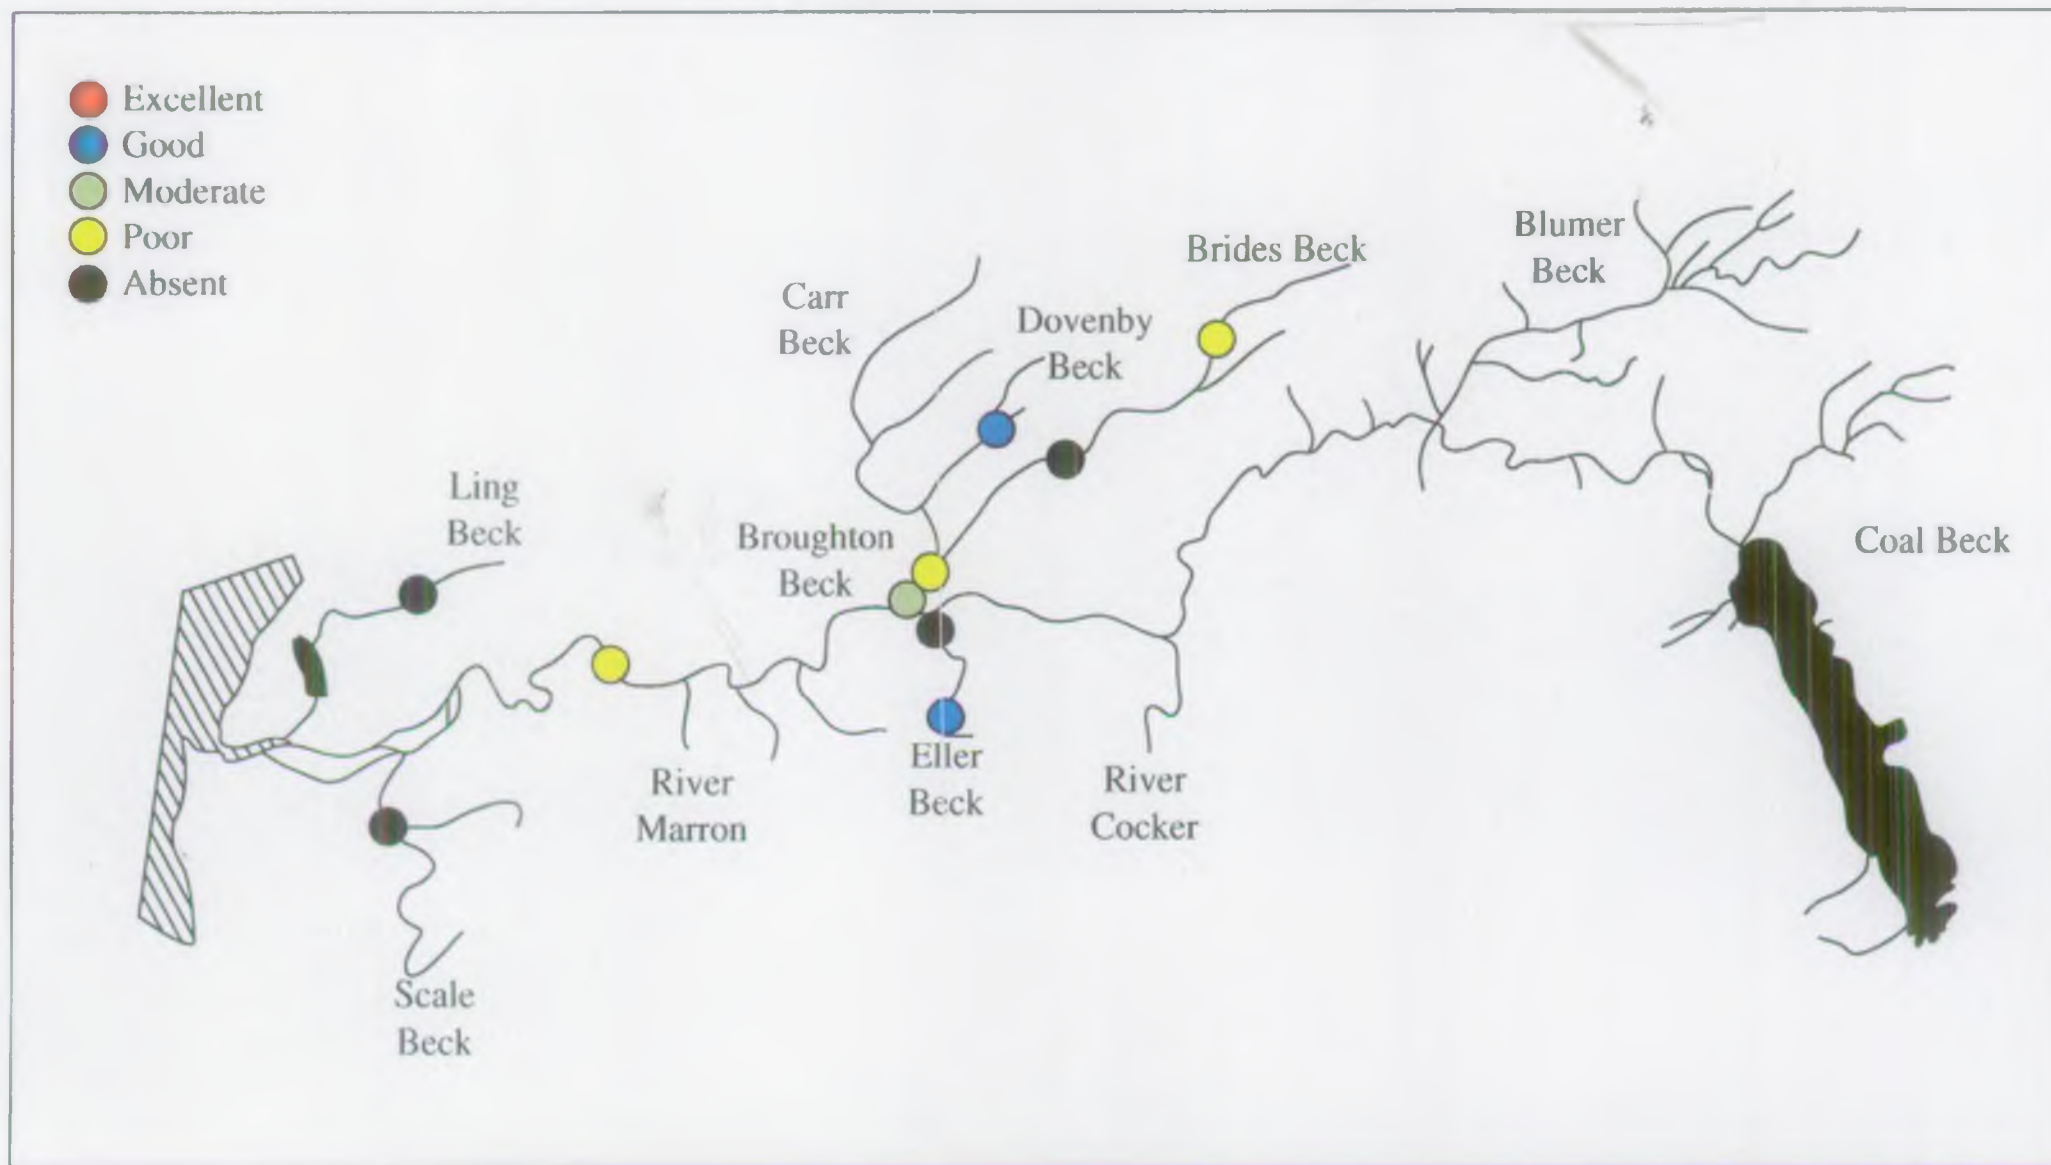 Excellent
Good
Moderate
Poor
Absent
Blumer
Beck
Brides Beck
Carr
Beck
Dovenby
Beck
Ling
Beck
Broughton
Beck
Coal Beck
Eller
Beck
River
Marron
River
Cocker
Scale
Beck